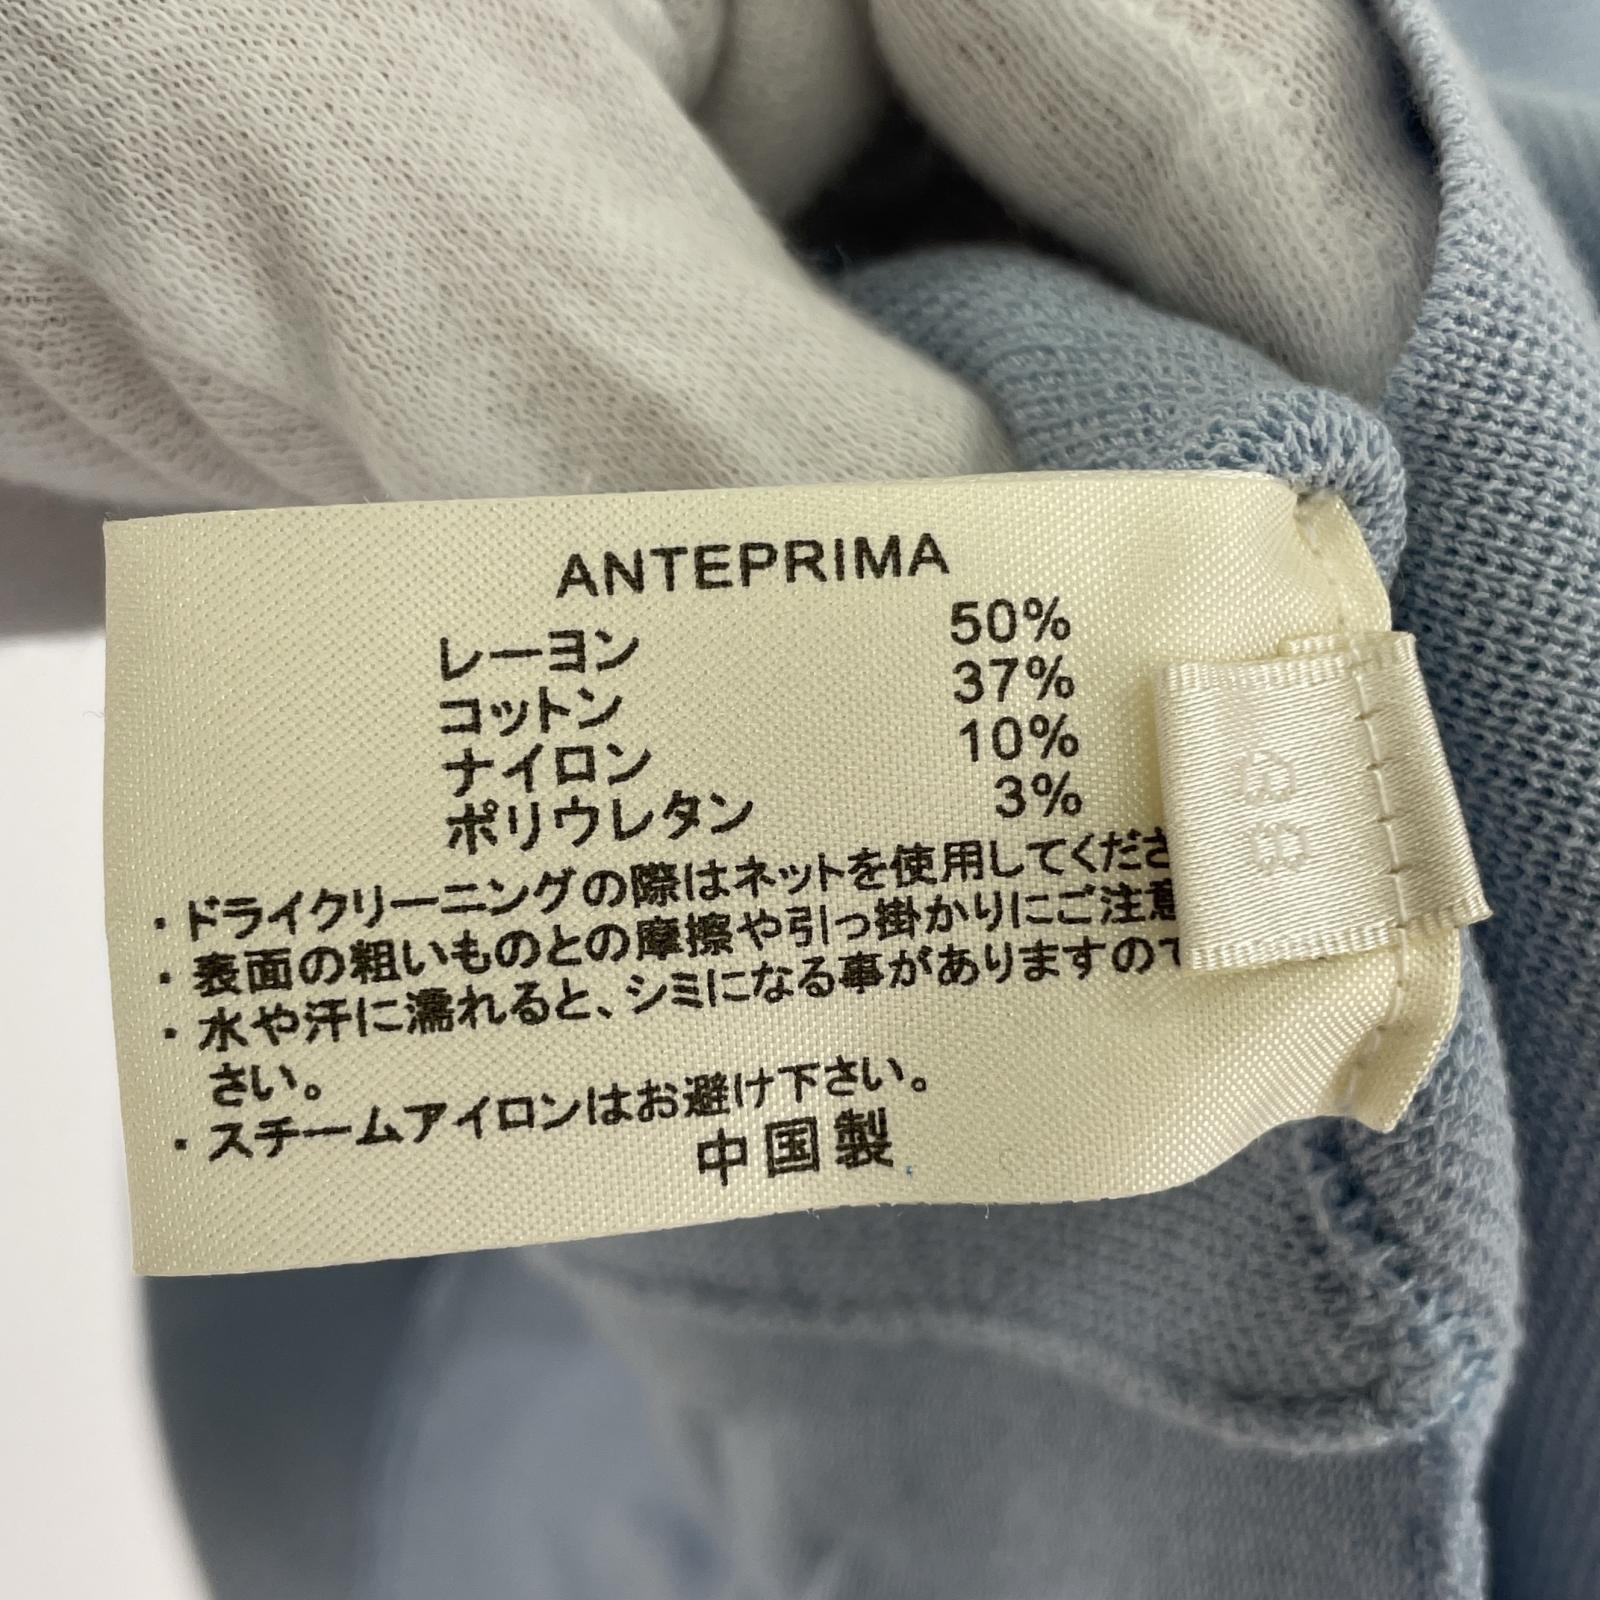 ANTEPRIMA
レーヨン 50%
コットン 37%
ナイロン 10%
ポリウレタン 3%
・ドライクリーニングの際はネットを使用してくださ
・表面の粗いものとの摩擦や引っ掛かりにご注意
・水や汗に濡れると、シミになる事がありますので
さい。
・スチームアイロンはお避け下さい。
中国製